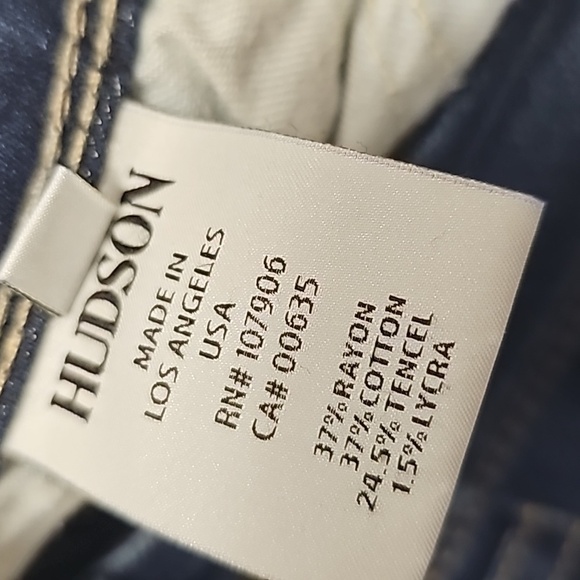 HUDSON
MADE IN
LOS ANGELES
USA
RN# 107906
CA# 00635
37% RAYON
37% COTTON
24.5% TENCEL
1.5% LYCRA